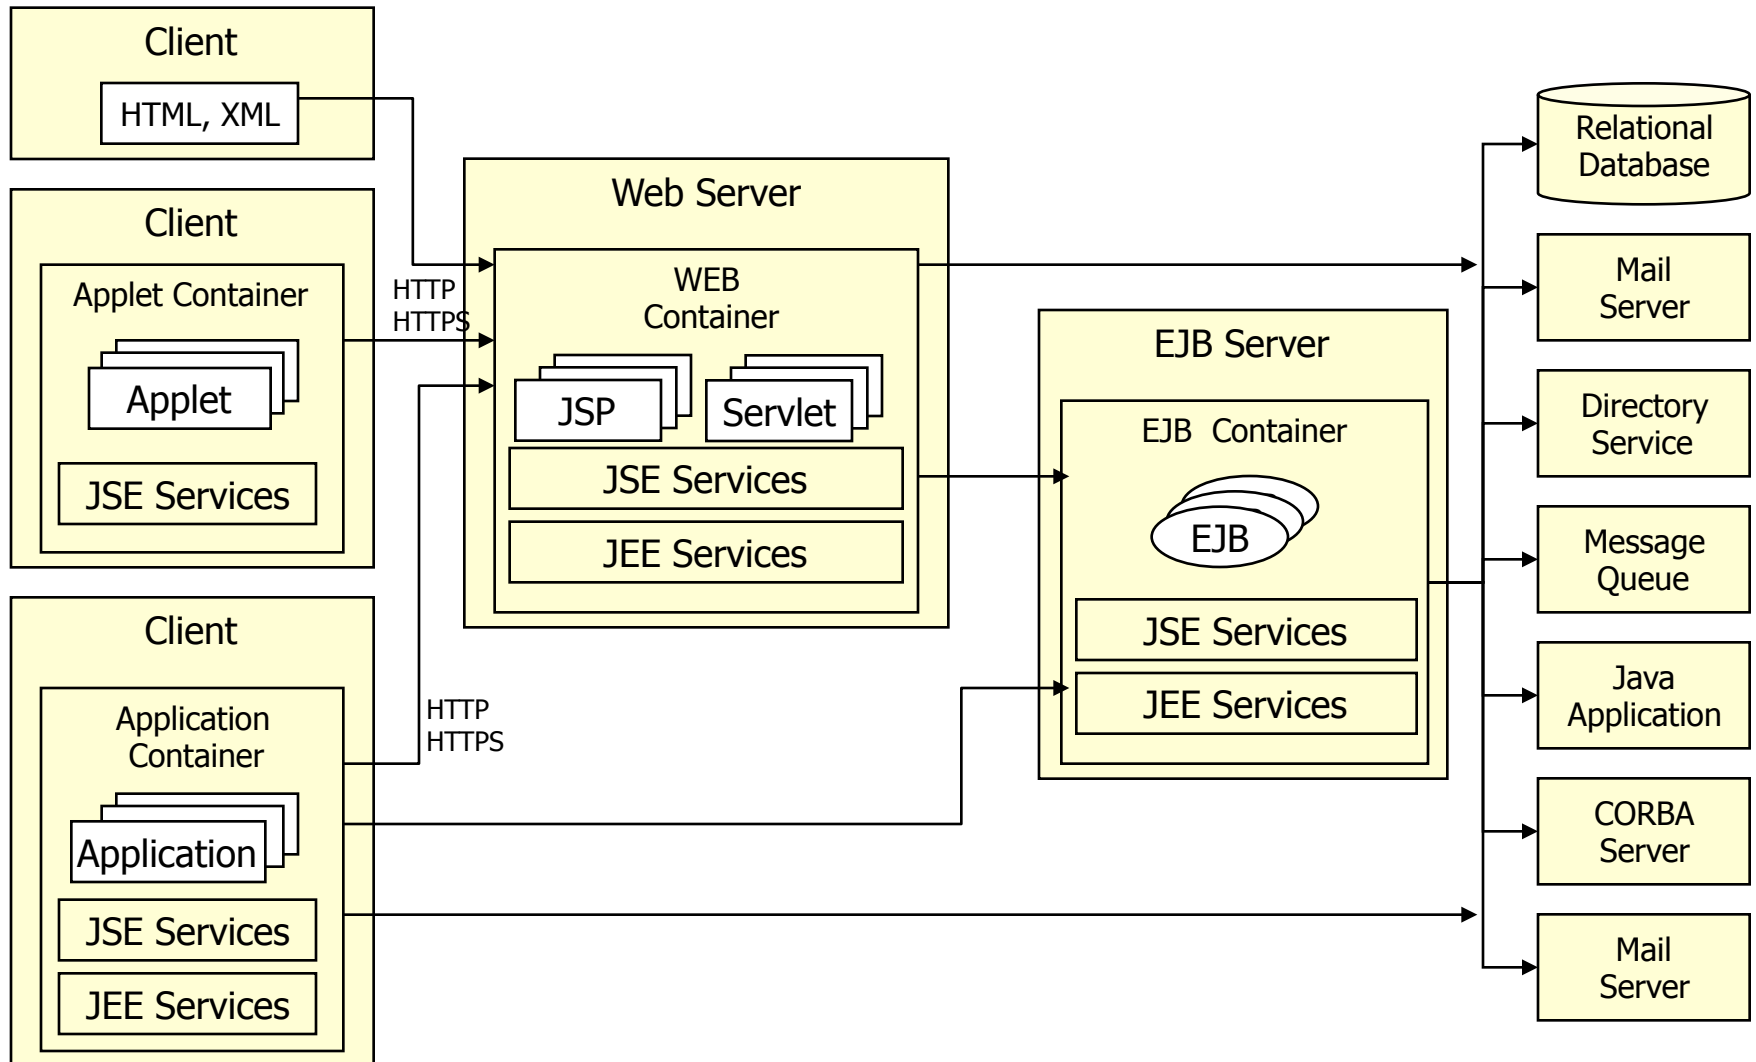 Client
HTML, XML
Client
Applet Container
Applet
JSE Services
HTTP
HTTPS
Client
Application
Container
Application
JSE Services
JEE Services
HTTP
HTTPS
Web Server
WEB
Container
JSP
Servlet
JSE Services
JEE Services
EJB Server
EJB Container
EJB
JSE Services
JEE Services
Relational
Database
Mail
Server
Directory
Service
Message
Queue
Java
Application
CORBA
Server
Mail
Server